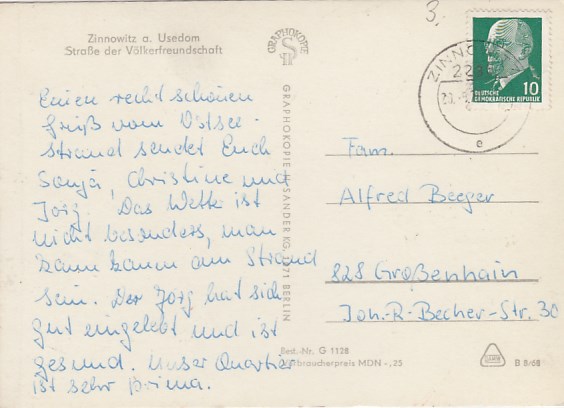 Zinnowitz a. Usedom
Straße der Völkerfreundschaft
Einen recht schönen
Gruß vom Ostsee-
strand sendet Euch
Sonja, Christine und
Jörg. Das Wetter ist
nicht besonders, man
kann kaum am Strand
sein. Der Jörg hat sich
gut eingelebt und ist
gesund. Unser Quartier
ist sehr prima.
GRAPHOKOPIE
GRAPHOKOPIE H. SANDER KG, 1071 BERLIN
Best.-Nr. G 1128
Verbraucherpreis MDN -,25
3.
ZINNO
10
DEUTSCHE
DEMOKRATISCHE REPUBLIK
e
Fam.
Alfred Beeger
828 Großenhain
Joh.-R-Becher-Str. 30
B 8/68